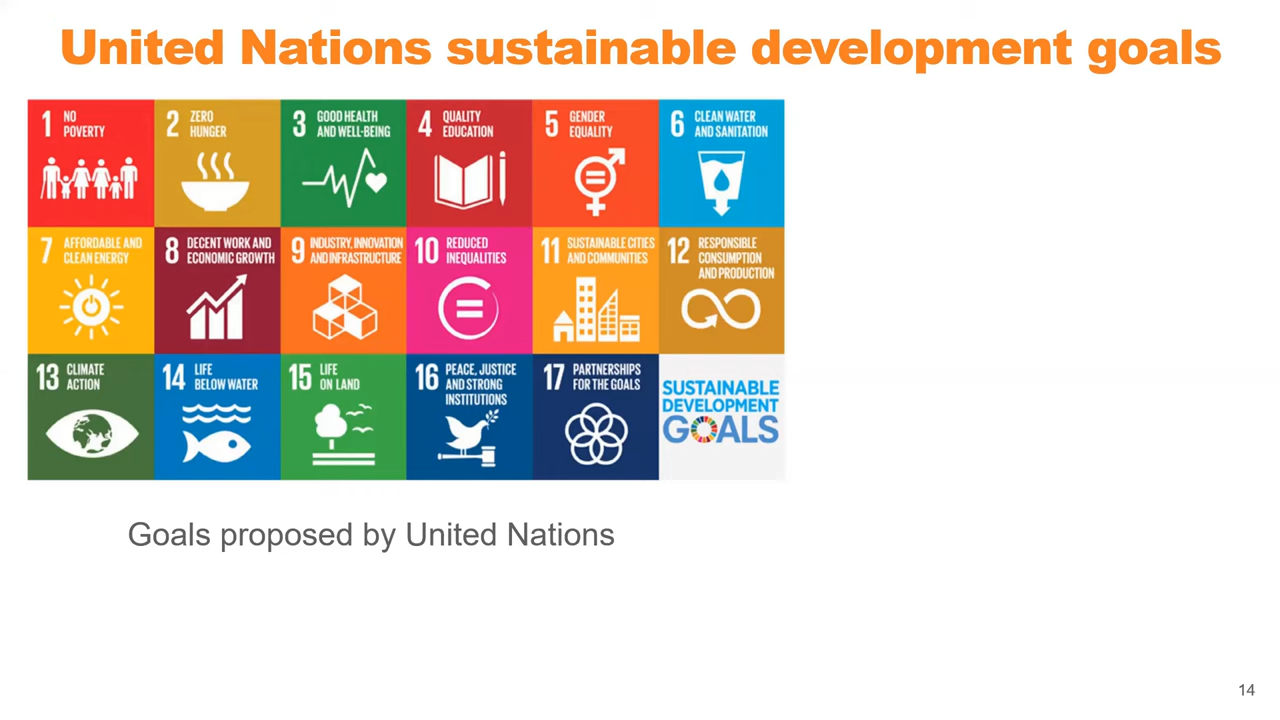 United Nations sustainable development goals
1 NO
POVERTY
2 ZERO
HUNGER
3 GOOD HEALTH
AND WELL-BEING
4 QUALITY
EDUCATION
5 GENDER
EQUALITY
6 CLEAN WATER
AND SANITATION
7 AFFORDABLE AND
CLEAN ENERGY
8 DECENT WORK AND
ECONOMIC GROWTH
9 INDUSTRY, INNOVATION
AND INFRASTRUCTURE
10 REDUCED
INEQUALITIES
11 SUSTAINABLE CITIES
AND COMMUNITIES
12 RESPONSIBLE
CONSUMPTION
AND PRODUCTION
13 CLIMATE
ACTION
14 LIFE
BELOW WATER
15 LIFE
ON LAND
16 PEACE, JUSTICE
AND STRONG
INSTITUTIONS
17 PARTNERSHIPS
FOR THE GOALS
SUSTAINABLE
DEVELOPMENT
GOALS
Goals proposed by United Nations
14